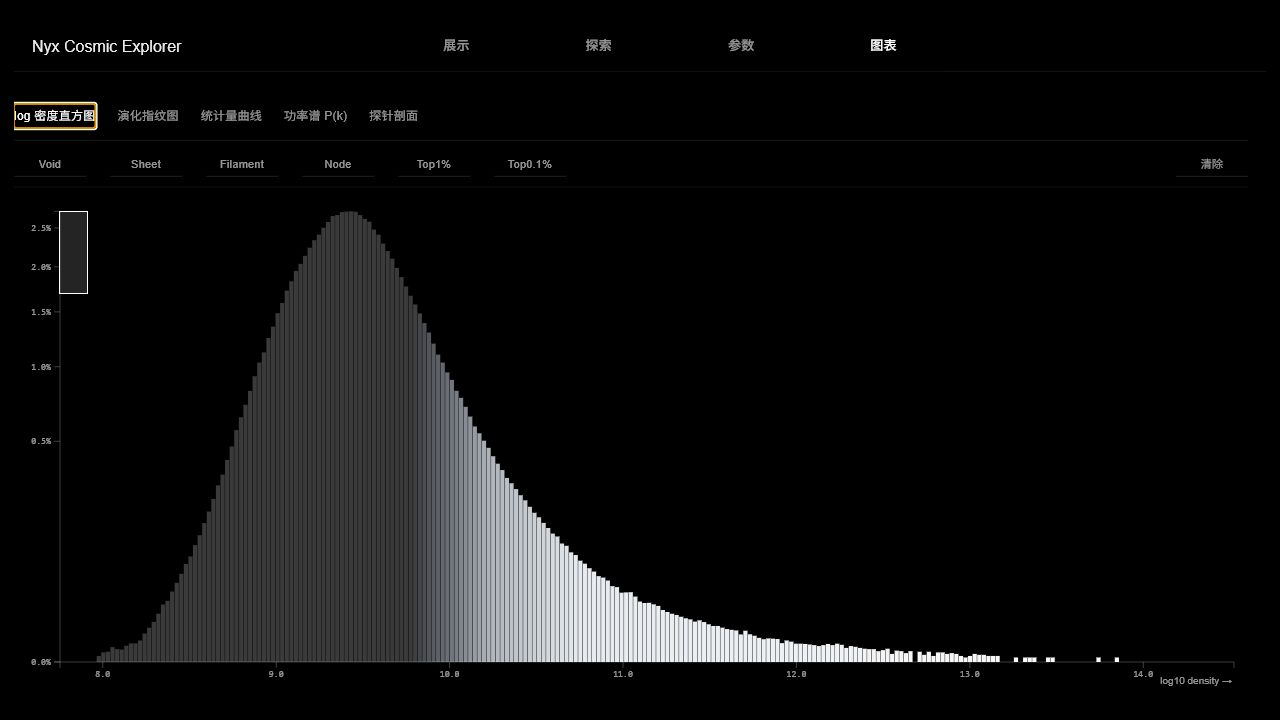 Nyx Cosmic Explorer 展示 探索 参数 图表
log 密度直方图 演化指纹图 统计量曲线 功率谱 P(k) 探针剖面
Void Sheet Filament Node Top1% Top0.1% 清除
2.5%
2.0%
1.5%
1.0%
0.5%
0.0%
8.0 9.0 10.0 11.0 12.0 13.0 14.0
log10 density →